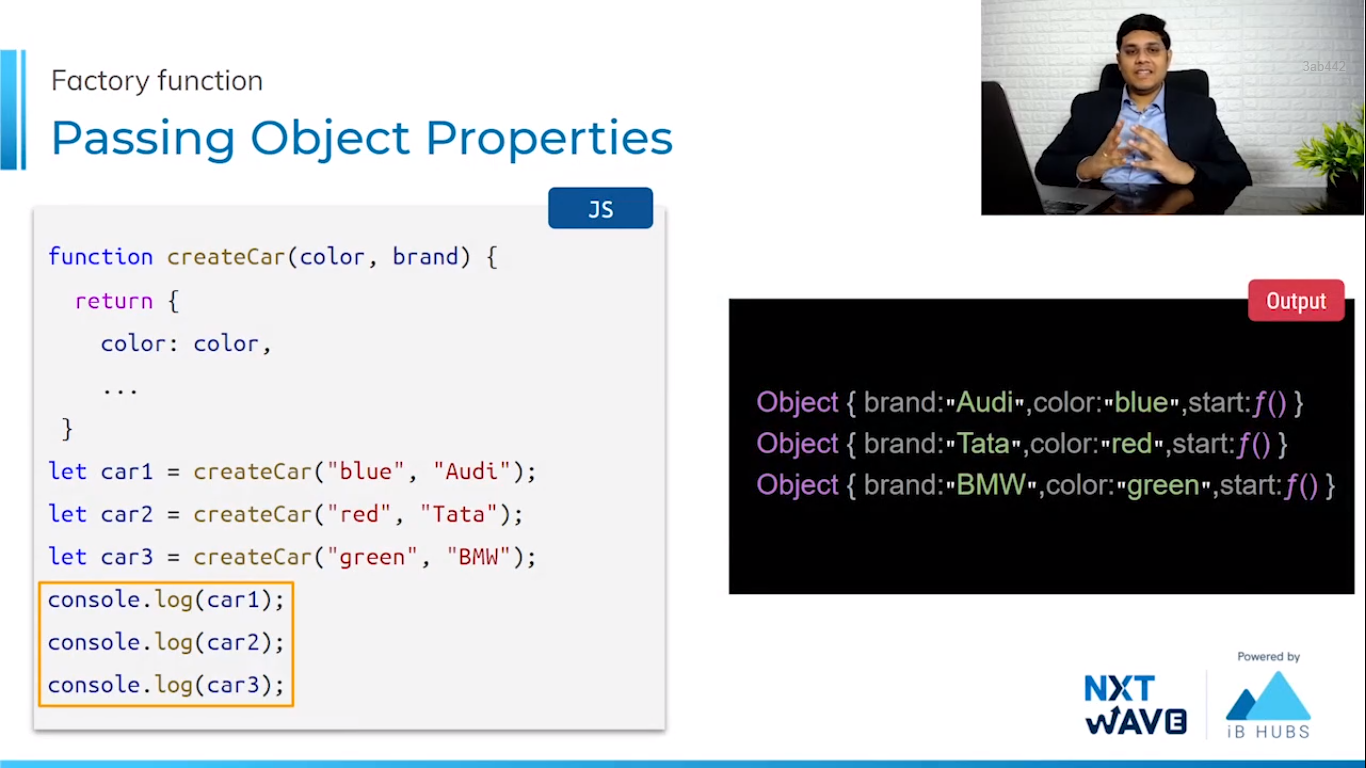 Factory function
Passing Object Properties
3ab442
JS
function createCar(color, brand) {
return {
color: color,
...
}
let car1 = createCar("blue", "Audi");
let car2 = createCar("red", "Tata");
let car3 = createCar("green", "BMW");
console.log(car1);
console.log(car2);
console.log(car3);
Output
Object { brand:"Audi",color:"blue",start:ƒ() }
Object { brand:"Tata",color:"red",start:ƒ() }
Object { brand:"BMW",color:"green",start:ƒ() }
NXT
WAVE
Powered by
iB HUBS